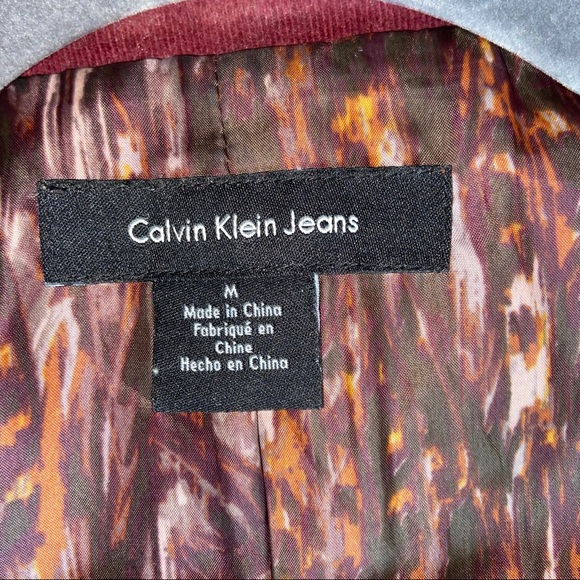 Calvin Klein Jeans
M
Made in China
Fabriqué en
Chine
Hecho en China